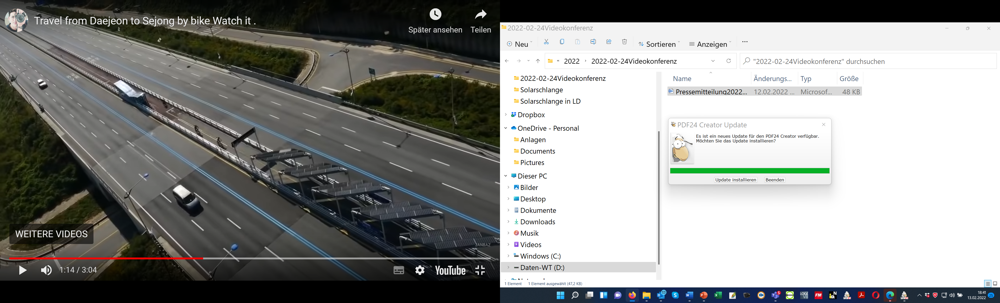 Travel from Daejeon to Sejong by bike Watch it .
Später ansehen
Teilen
WEITERE VIDEOS
JANBAZ
1:14 / 3:04
YouTube
2022-02-24Videokonferenz
Neu
Sortieren
Anzeigen
« 2022 › 2022-02-24Videokonferenz
"2022-02-24Videokonferenz" durchsuchen
2022-02-24Videokonferenz
Solarschlange
Solarschlange in LD
Dropbox
OneDrive - Personal
Anlagen
Documents
Pictures
Dieser PC
Bilder
Desktop
Dokumente
Downloads
Musik
Videos
Windows (C:)
Daten-WT (D:)
Name Änderungs... Typ Größe
Pressemitteilung2022... 12.02.2022 ... Microsof... 48 KB
PDF24 Creator Update
Es ist ein neues Update für den PDF24 Creator verfügbar.
Möchten Sie das Update installieren?
Update installieren
Beenden
1 Element 1 Element ausgewählt (47,2 KB)
18:41
13.02.2022
25